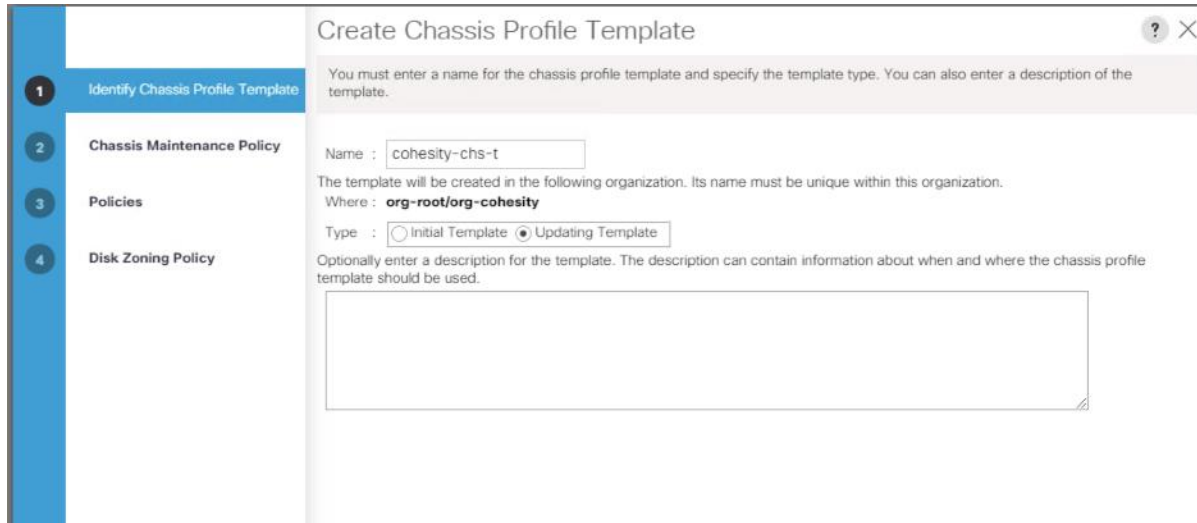 Create Chassis Profile Template
?
You must enter a name for the chassis profile template and specify the template type. You can also enter a description of the
template.
1 Identify Chassis Profile Template
2 Chassis Maintenance Policy
3 Policies
4 Disk Zoning Policy
Name : cohesity-chs-t
The template will be created in the following organization. Its name must be unique within this organization.
Where : org-root/org-cohesity
Type : Initial Template Updating Template
Optionally enter a description for the template. The description can contain information about when and where the chassis profile
template should be used.